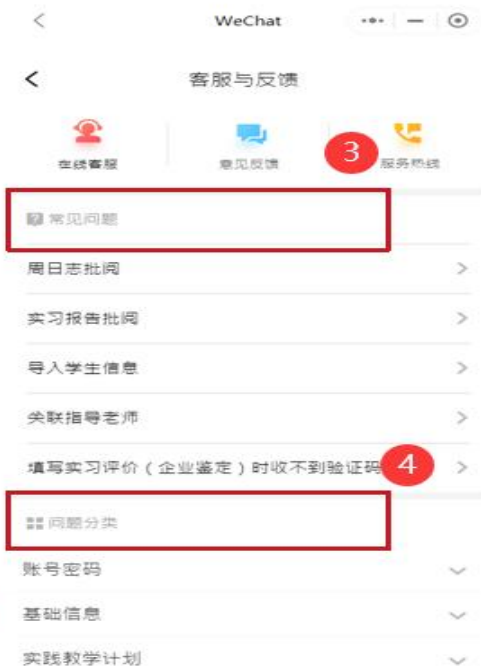 WeChat
客服与反馈
在线客服
意见反馈
3
服务热线
常见问题
周日志批阅
实习报告批阅
导入学生信息
关联指导老师
填写实习评价（企业鉴定）时收不到验证码
4
问题分类
账号密码
基础信息
实践教学计划